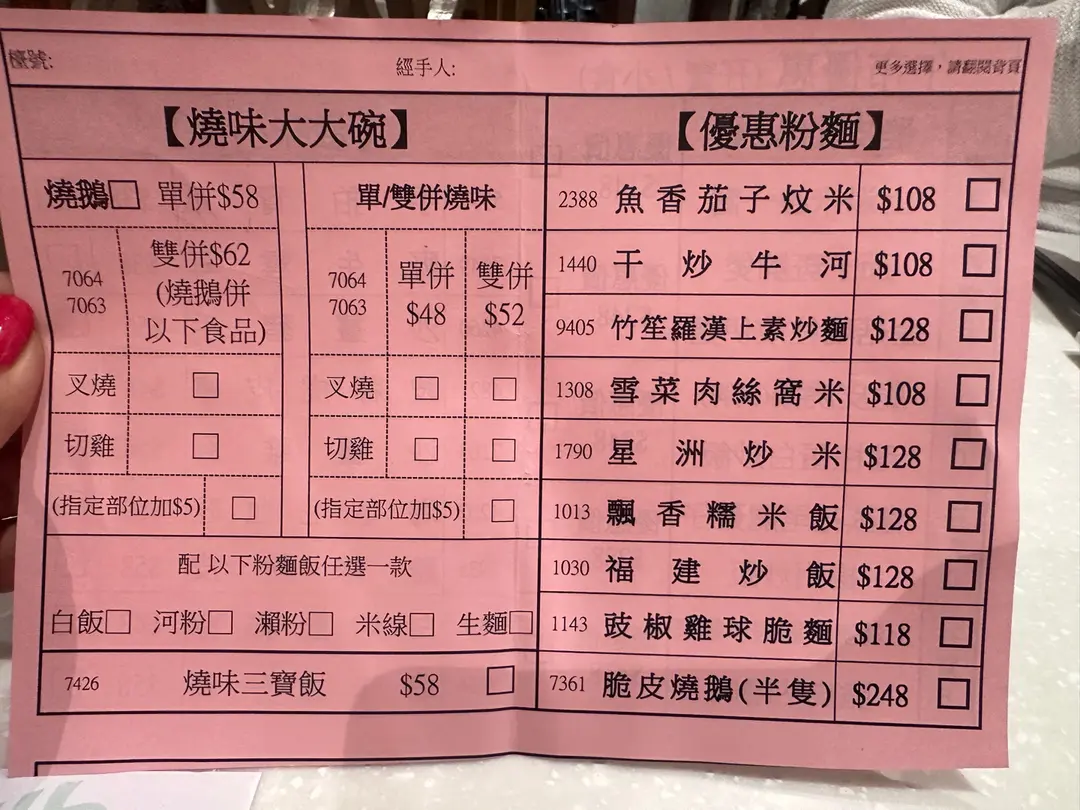 檯號:
經手人:
更多選擇，請翻閱背頁
【燒味大大碗】
燒鵝□ 單併$58
7064
7063
雙併$62
(燒鵝併
以下食品)
叉燒 □
切雞 □
(指定部位加$5) □
單/雙併燒味
7064
7063
單併
$48
雙併
$52
叉燒 □ □
切雞 □ □
(指定部位加$5) □
配 以下粉麵飯任選一款
白飯□ 河粉□ 瀨粉□ 米線□ 生麵□
7426 燒味三寶飯 $58 □
【優惠粉麵】
2388 魚香茄子炆米 $108 □
1440 干炒牛河 $108 □
9405 竹笙羅漢上素炒麵 $128 □
1308 雪菜肉絲窩米 $108 □
1790 星洲炒米 $128 □
1013 飄香糯米飯 $128 □
1030 福建炒飯 $128 □
1143 豉椒雞球脆麵 $118 □
7361 脆皮燒鵝(半隻) $248 □